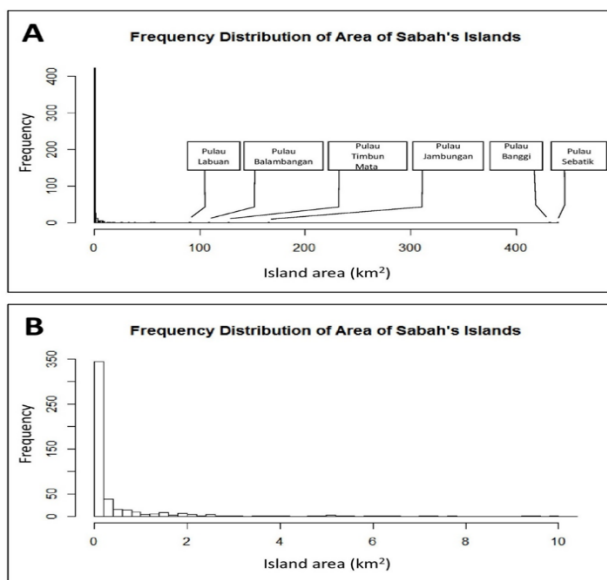 A
Frequency Distribution of Area of Sabah's Islands
Frequency
400
300
200
100
0
Pulau
Labuan
Pulau
Balambangan
Pulau
Timbun
Mata
Pulau
Jambungan
Pulau
Banggi
Pulau
Sebatik
0 100 200 300 400
Island area (km²)
B
Frequency Distribution of Area of Sabah's Islands
Frequency
350
250
150
50
0
0 2 4 6 8 10
Island area (km²)